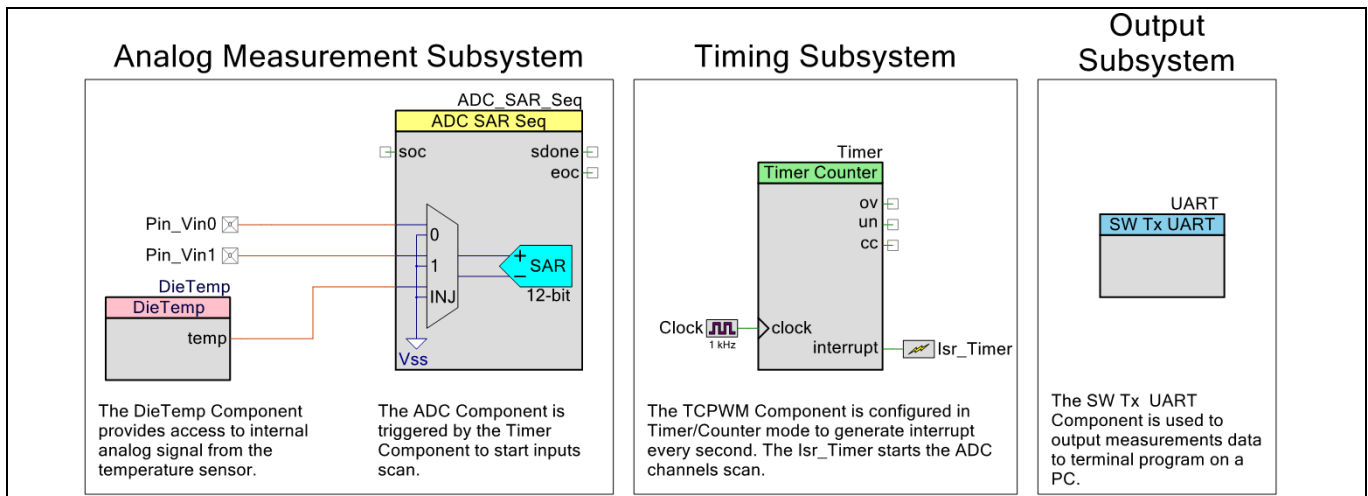 Analog Measurement Subsystem
ADC_SAR_Seq
ADC SAR Seq
soc
sdone
eoc
Pin_Vin0
0
Pin_Vin1
1
SAR
12-bit
INJ
Vss
DieTemp
DieTemp
temp
The DieTemp Component
provides access to internal
analog signal from the
temperature sensor.
The ADC Component is
triggered by the Timer
Component to start inputs
scan.
Timing Subsystem
Timer
Timer Counter
ov
un
cc
Clock
1 kHz
clock
interrupt
Isr_Timer
The TCPWM Component is configured in
Timer/Counter mode to generate interrupt
every second. The Isr_Timer starts the ADC
channels scan.
Output
Subsystem
UART
SW Tx UART
The SW Tx  UART
Component is used to
output measurements data
to terminal program on a
PC.